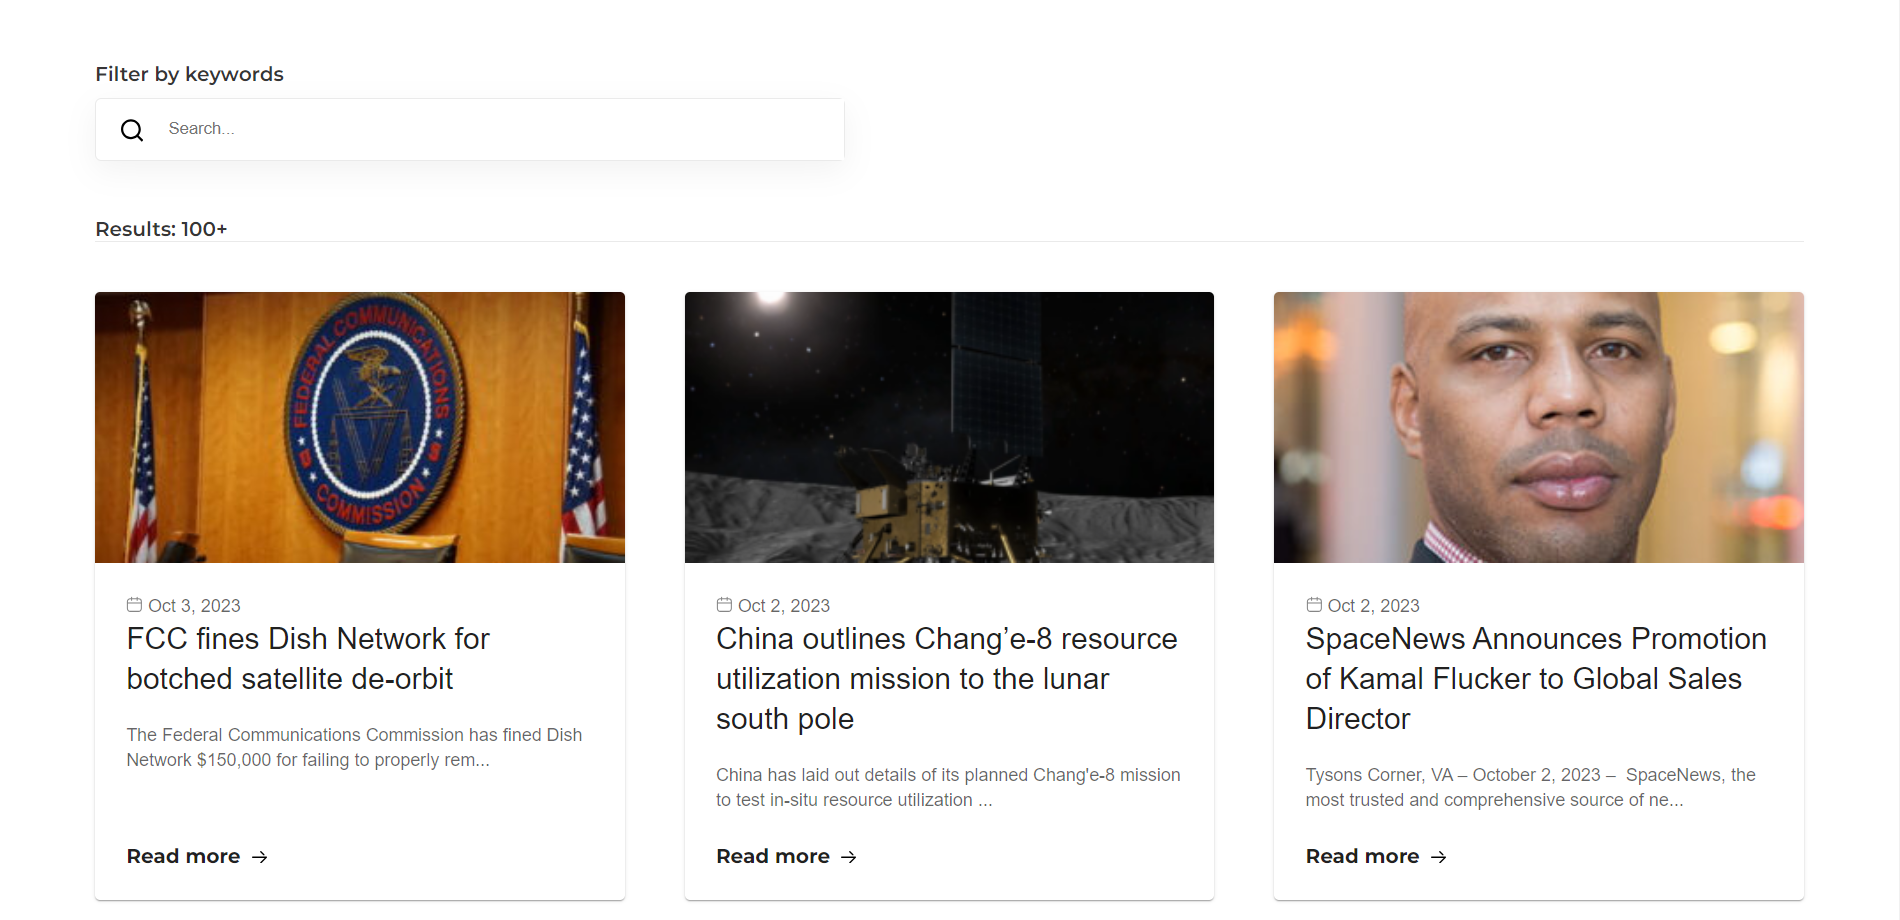 Filter by keywords
Search...
Results: 100+
FEDERAL COMMUNICATIONS
COMMISSION
Oct 3, 2023
FCC fines Dish Network for
botched satellite de-orbit
The Federal Communications Commission has fined Dish
Network $150,000 for failing to properly rem...
Read more
Oct 2, 2023
China outlines Chang’e-8 resource
utilization mission to the lunar
south pole
China has laid out details of its planned Chang'e-8 mission
to test in-situ resource utilization ...
Read more
Oct 2, 2023
SpaceNews Announces Promotion
of Kamal Flucker to Global Sales
Director
Tysons Corner, VA – October 2, 2023 –  SpaceNews, the
most trusted and comprehensive source of ne...
Read more